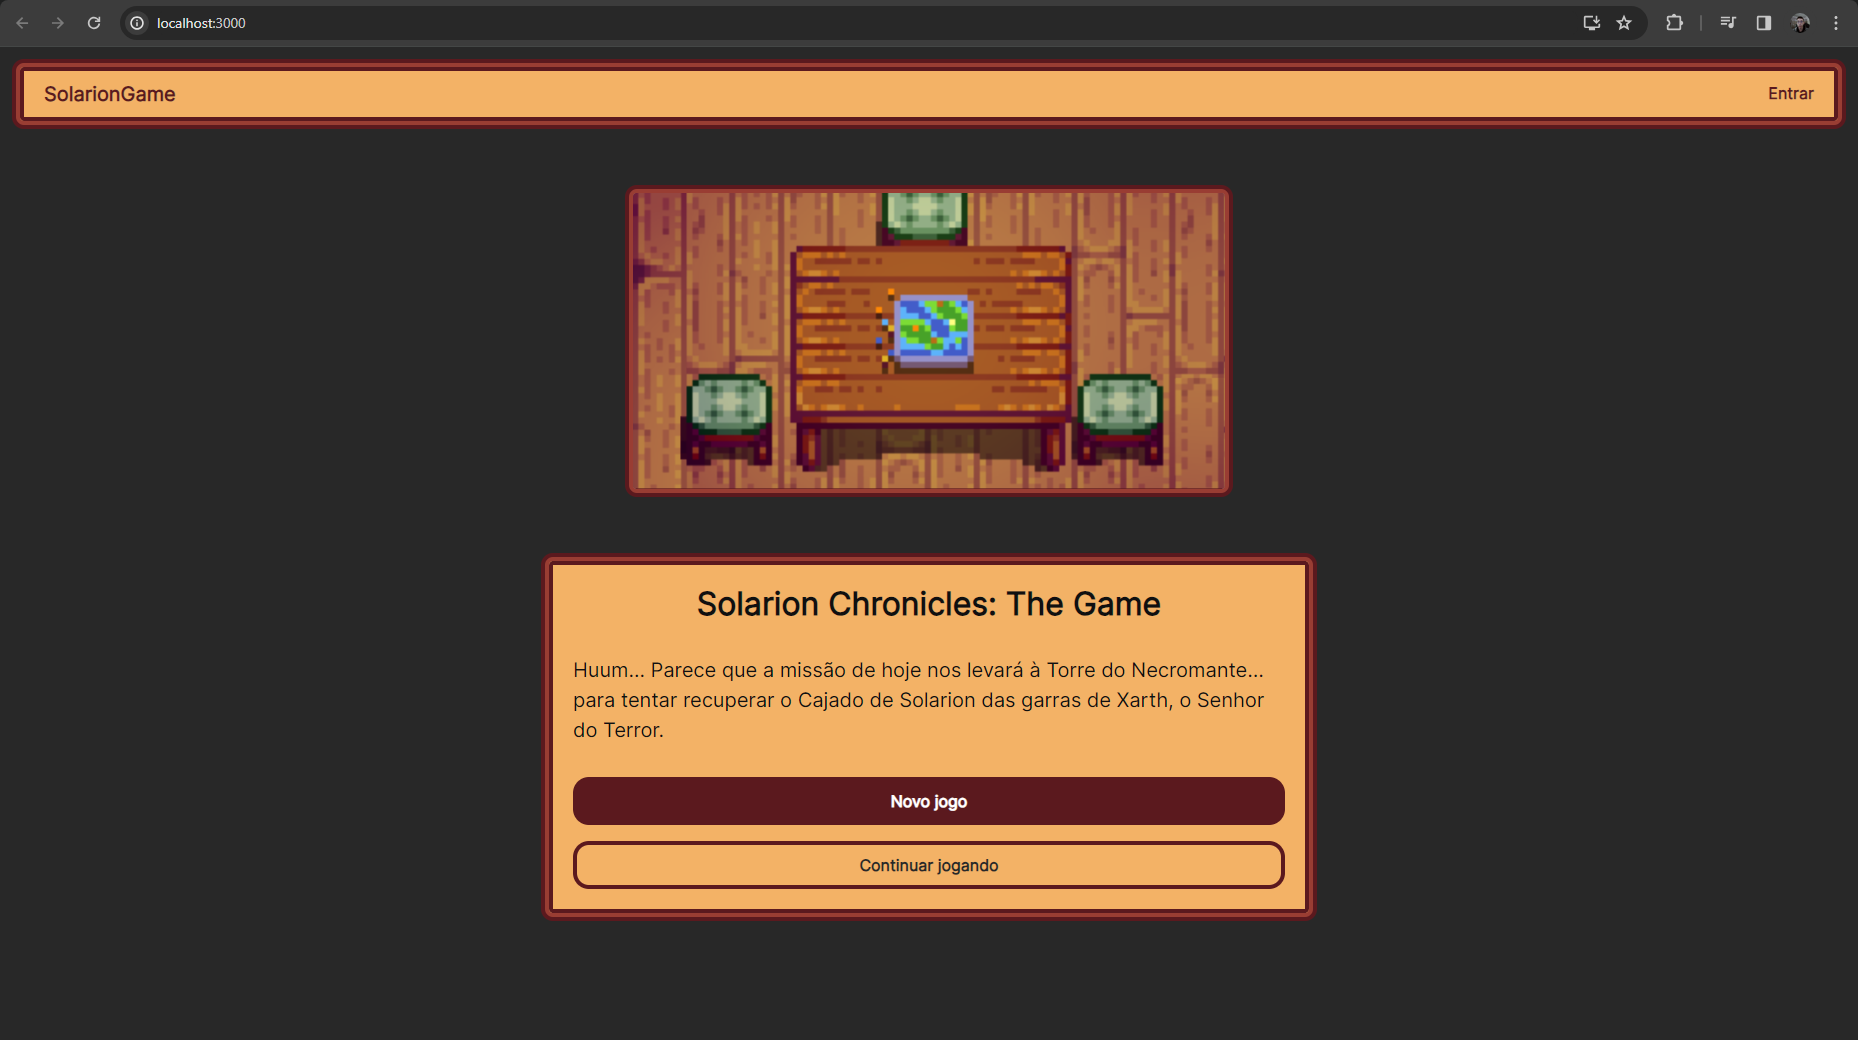 localhost:3000
SolarionGame
Entrar
Solarion Chronicles: The Game
Huum... Parece que a missão de hoje nos levará à Torre do Necromante...
para tentar recuperar o Cajado de Solarion das garras de Xarth, o Senhor
do Terror.
Novo jogo
Continuar jogando